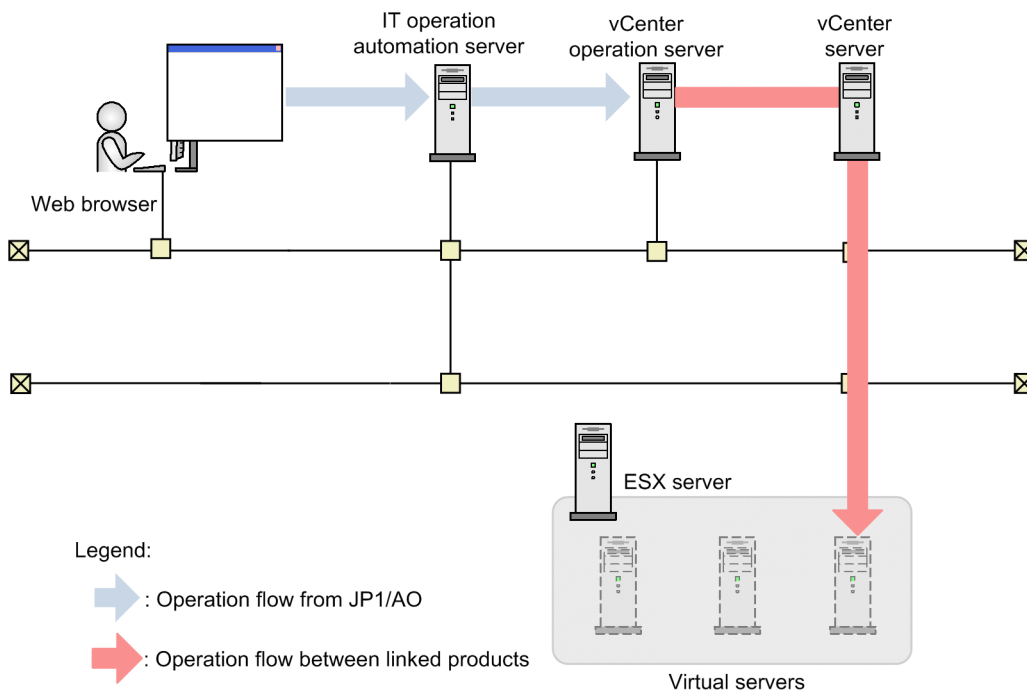 IT operation
automation server
vCenter
operation server
vCenter
server
Web browser
ESX server
Legend:
: Operation flow from JP1/AO
: Operation flow between linked products
Virtual servers